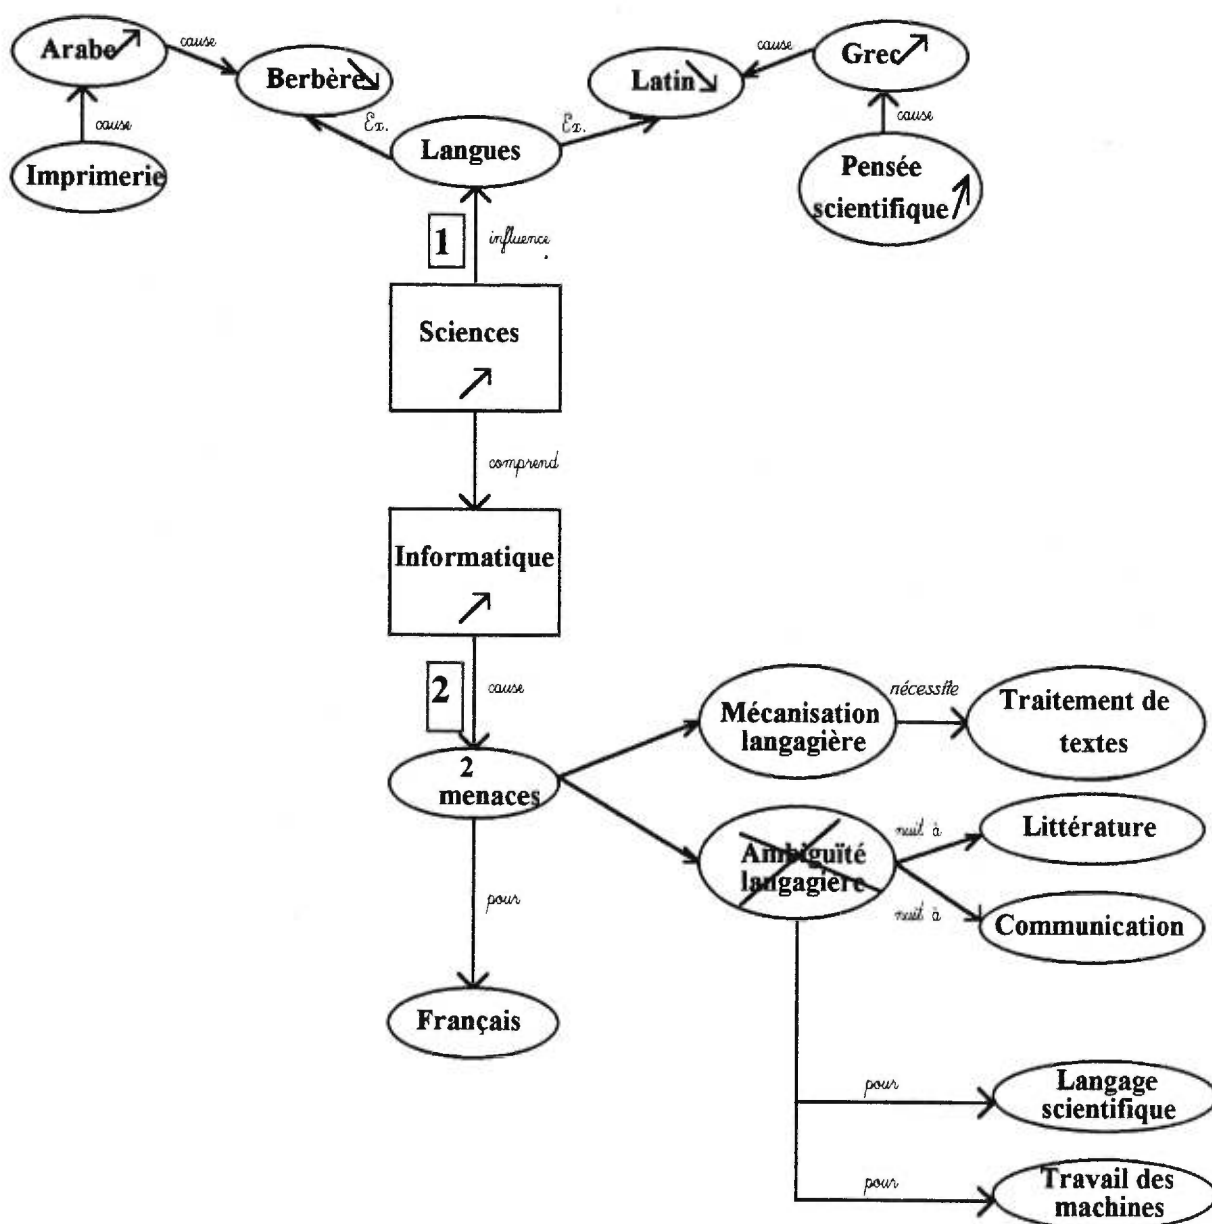 Arabe
cause
Berbère
Latin
cause
Grec
cause
Ex.
Langues
Ex.
cause
Imprimerie
Pensée
scientifique
1
influence
Sciences
comprend
Informatique
2
cause
Mécanisation
langagière
nécessite
Traitement de
textes
2
menaces
Ambiguïté
langagière
nuit à
Littérature
nuit à
Communication
pour
Français
pour
Langage
scientifique
pour
Travail des
machines